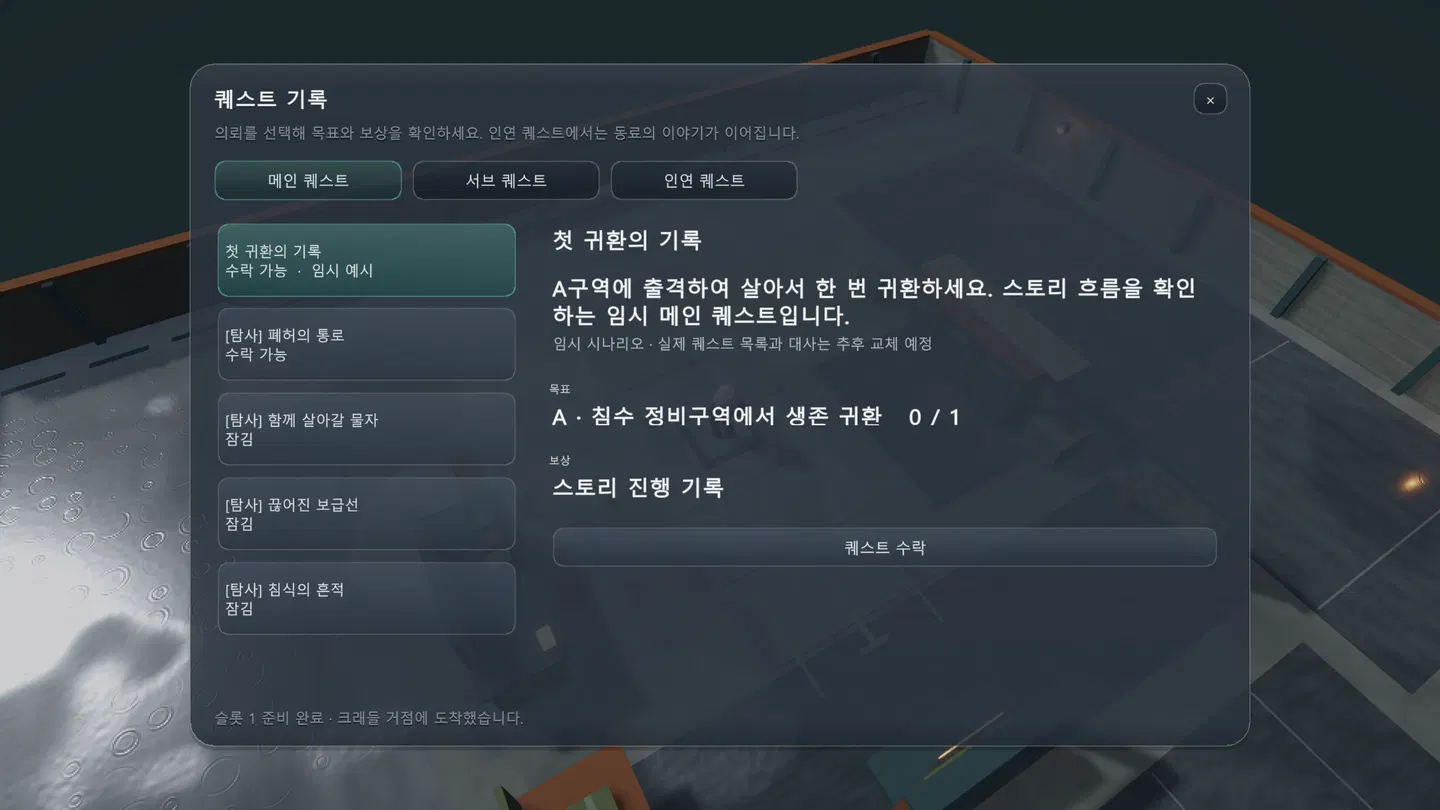 퀘스트 기록
×
의뢰를 선택해 목표와 보상을 확인하세요. 인연 퀘스트에서는 동료의 이야기가 이어집니다.
메인 퀘스트
서브 퀘스트
인연 퀘스트
첫 귀환의 기록
수락 가능 · 임시 예시
[탐사] 폐허의 통로
수락 가능
[탐사] 함께 살아갈 물자
잠김
[탐사] 끊어진 보급선
잠김
[탐사] 침식의 흔적
잠김
첫 귀환의 기록
A구역에 출격하여 살아서 한 번 귀환하세요. 스토리 흐름을 확인
하는 임시 메인 퀘스트입니다.
임시 시나리오 · 실제 퀘스트 목록과 대사는 추후 교체 예정
목표
A · 침수 정비구역에서 생존 귀환 0 / 1
보상
스토리 진행 기록
퀘스트 수락
슬롯 1 준비 완료 · 크래들 거점에 도착했습니다.